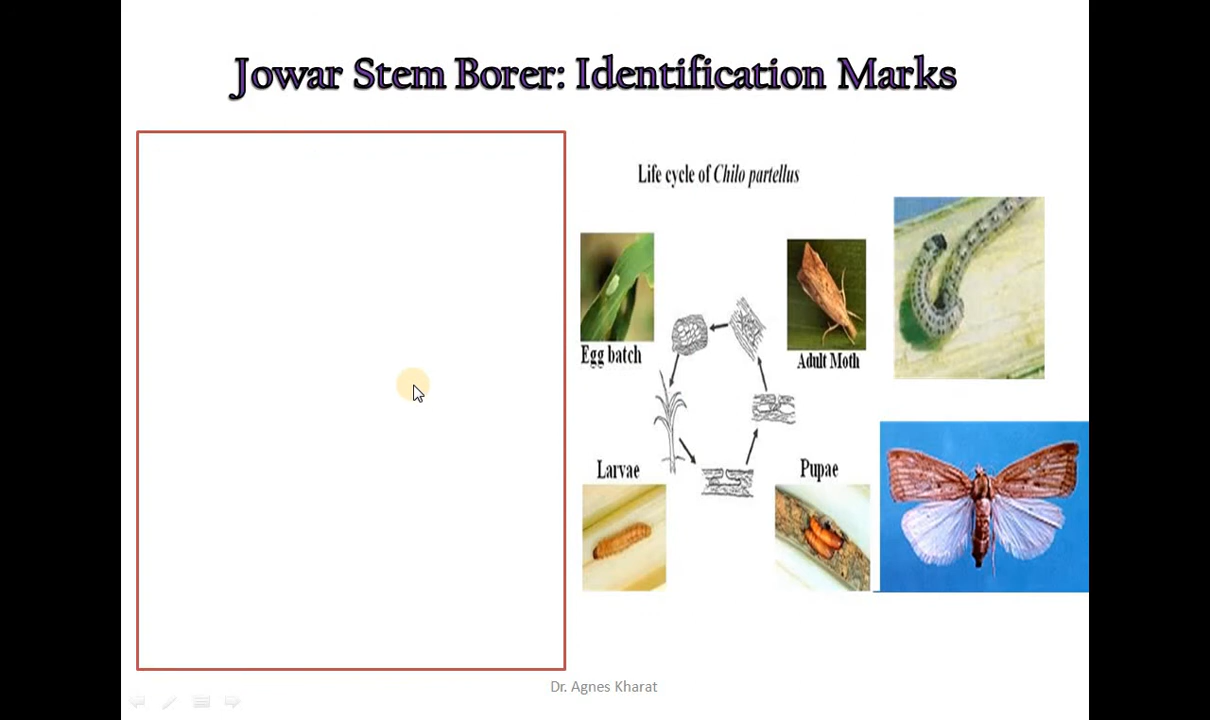 Jowar Stem Borer: Identification Marks
Life cycle of Chilo partellus
Egg batch
Adult Moth
Larvae
Pupae
Dr. Agnes Kharat